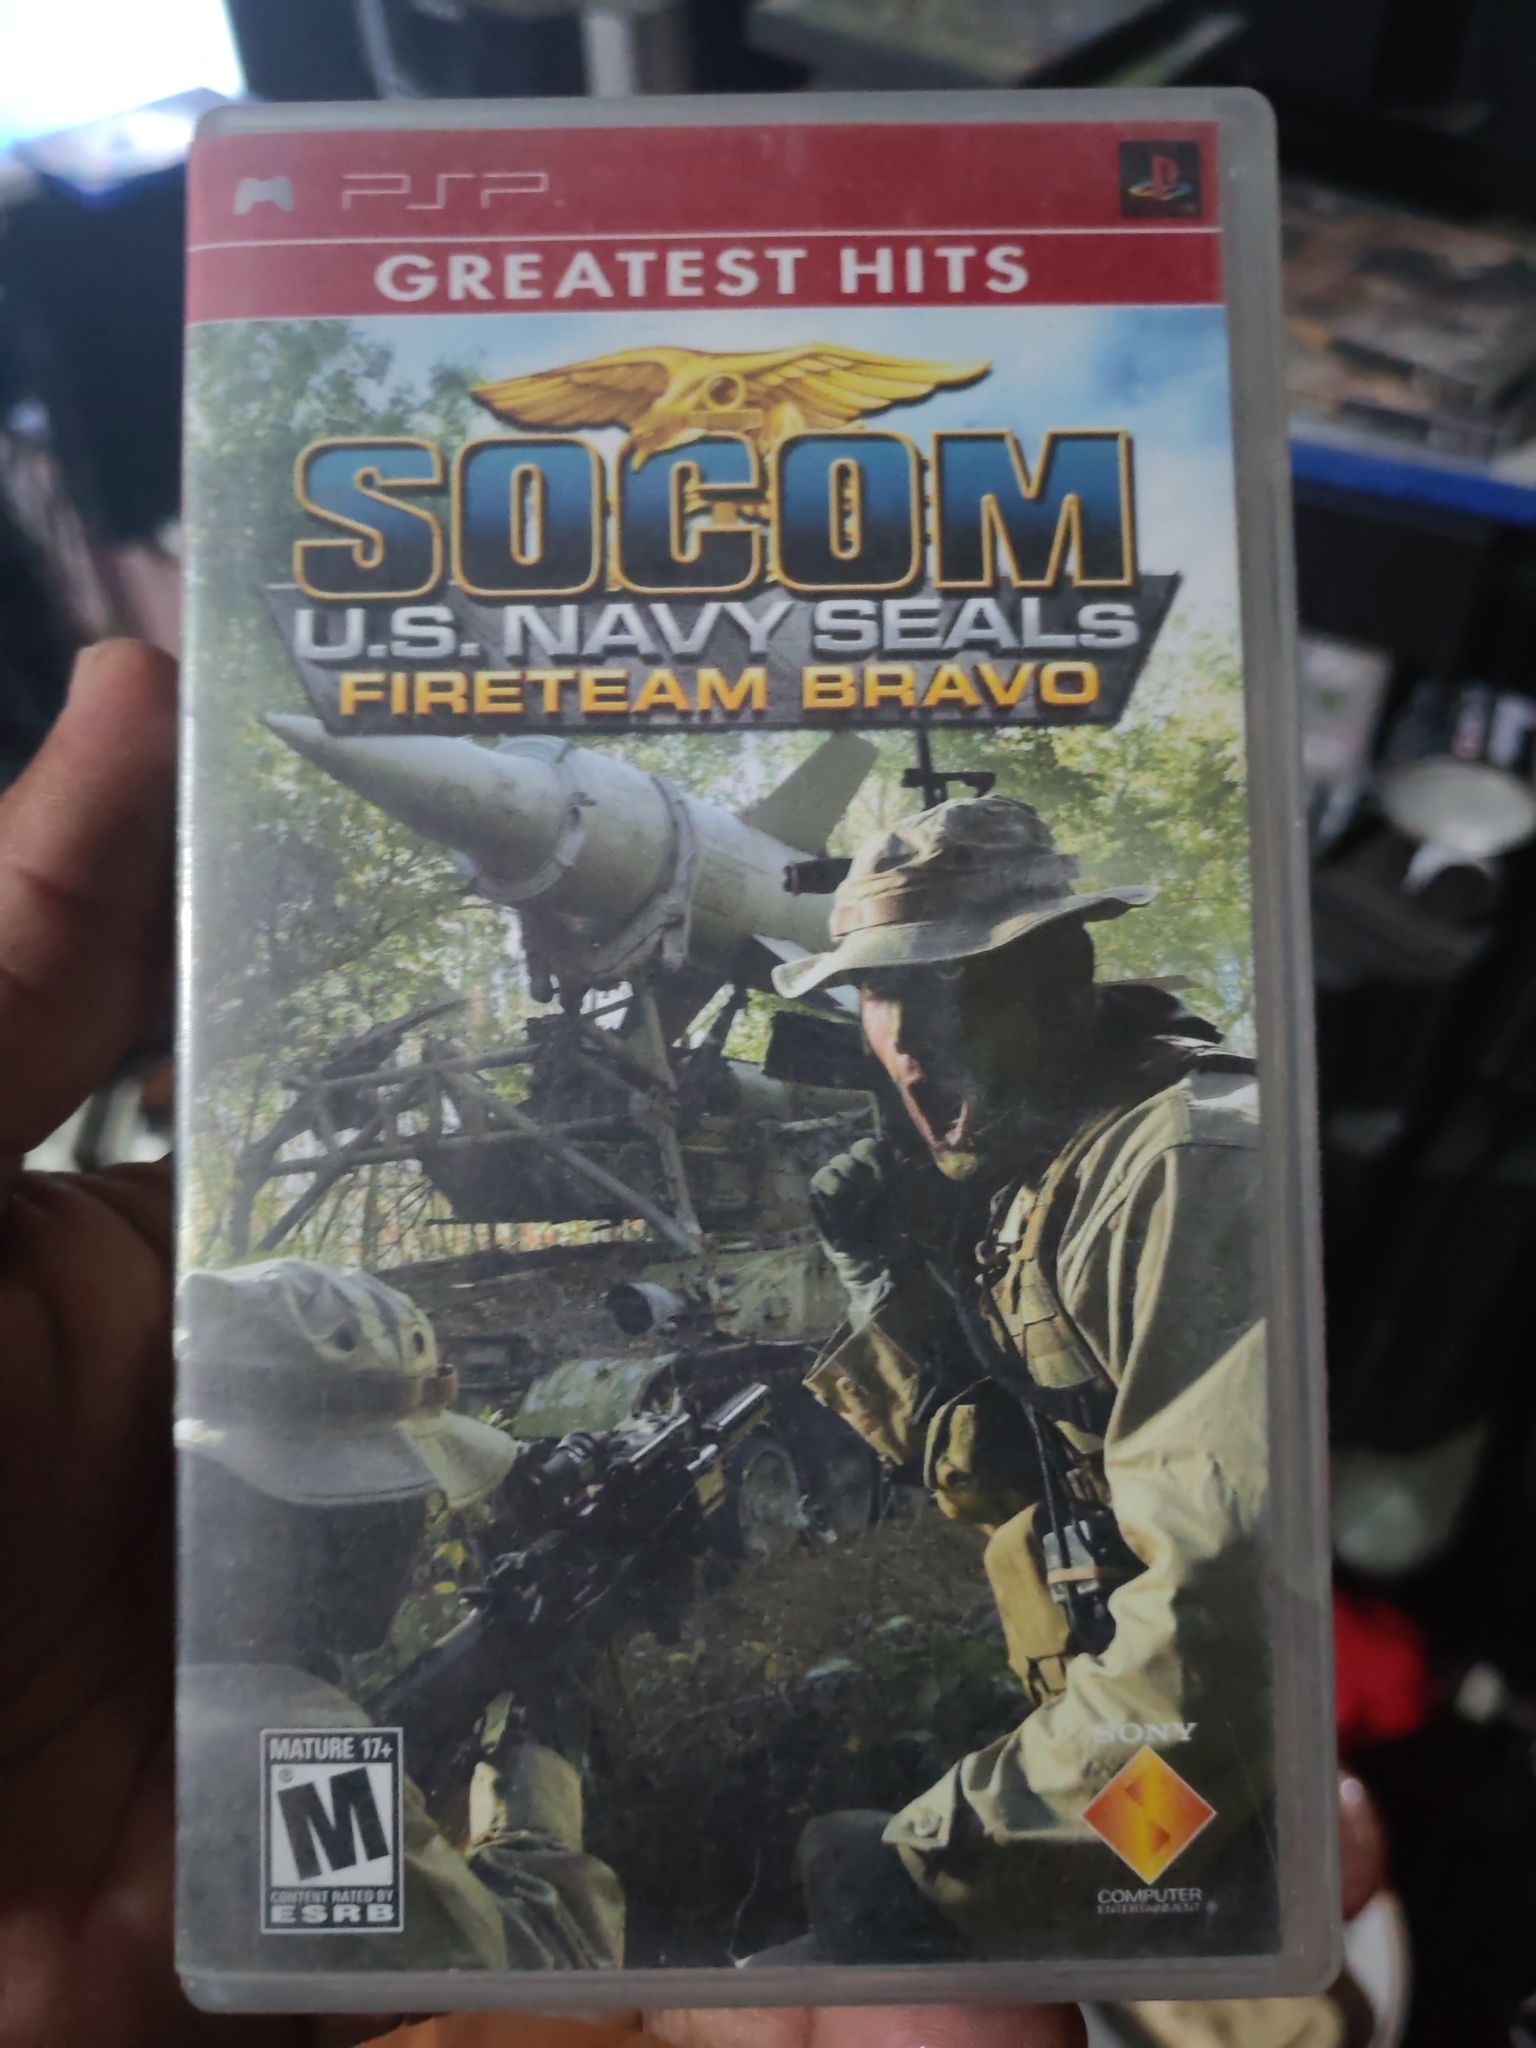 PSP
GREATEST HITS
SOCOM
U.S. NAVY SEALs
FIRETEAM BRAVO
MATURE 17+
M
CONTENT RATED BY
ESRB
SONY
COMPUTER
ENTERTAINMENT